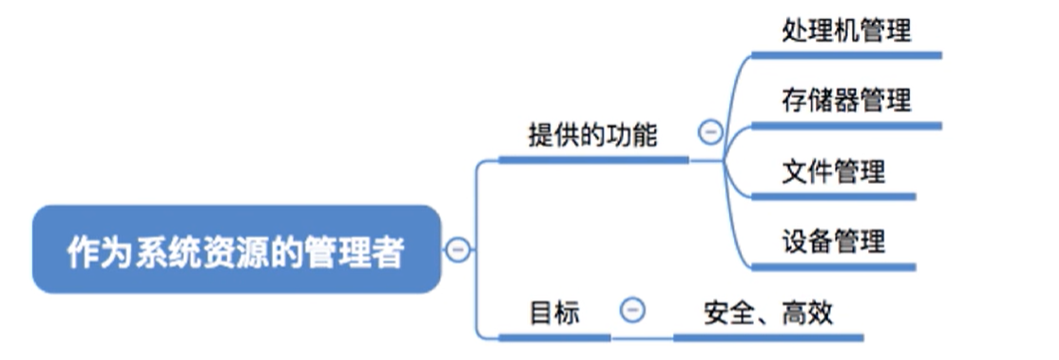 作为系统资源的管理者
提供的功能
处理机管理
存储器管理
文件管理
设备管理
目标
安全、高效